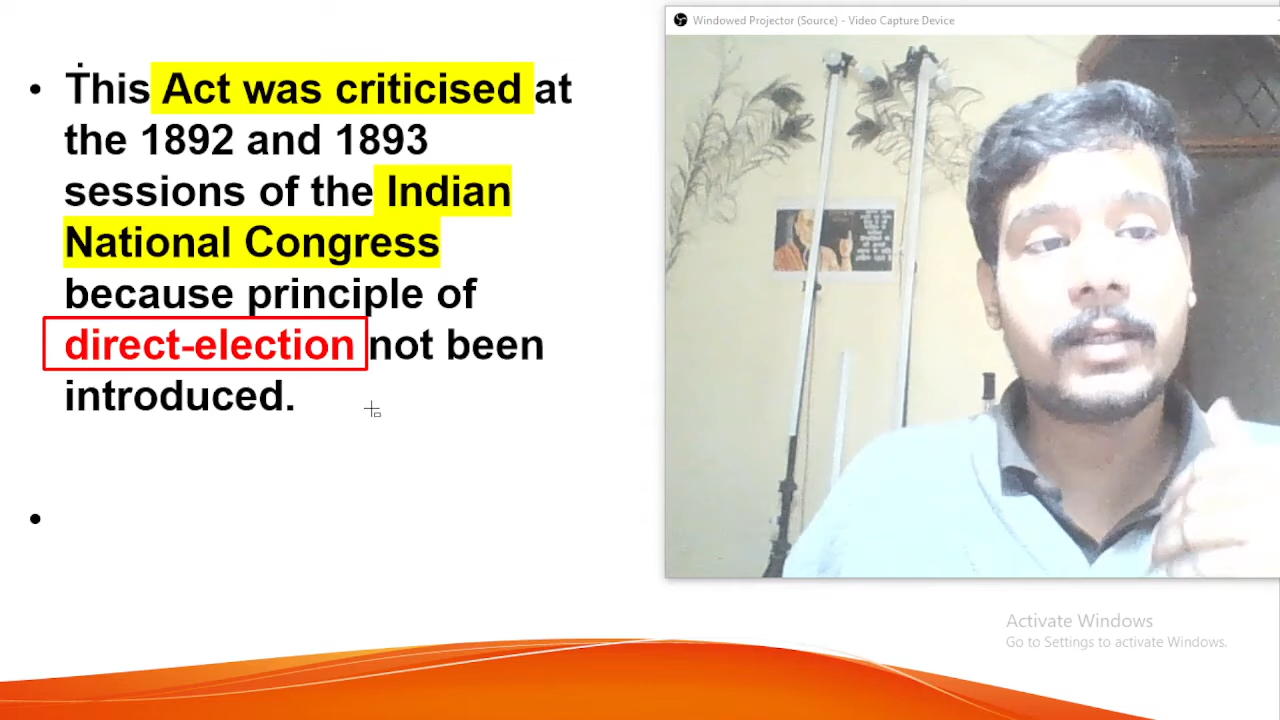 This Act was criticised at
the 1892 and 1893
sessions of the Indian
National Congress
because principle of
direct-election not been
introduced.
Windowed Projector (Source) - Video Capture Device
Activate Windows
Go to Settings to activate Windows.